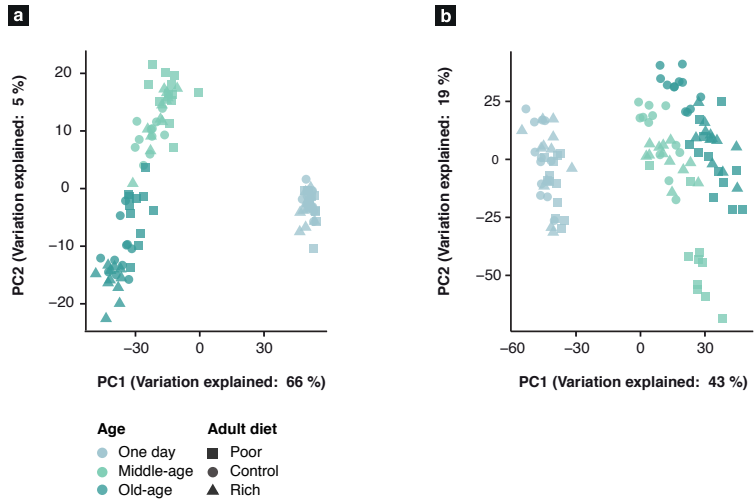 a
20
10
0
−10
−20
−30 0 30
PC2 (Variation explained: 5 %)
PC1 (Variation explained: 66 %)
b
25
0
−25
−50
−60 −30 0 30
PC2 (Variation explained: 19 %)
PC1 (Variation explained: 43 %)
Age
One day
Middle-age
Old-age
Adult diet
Poor
Control
Rich